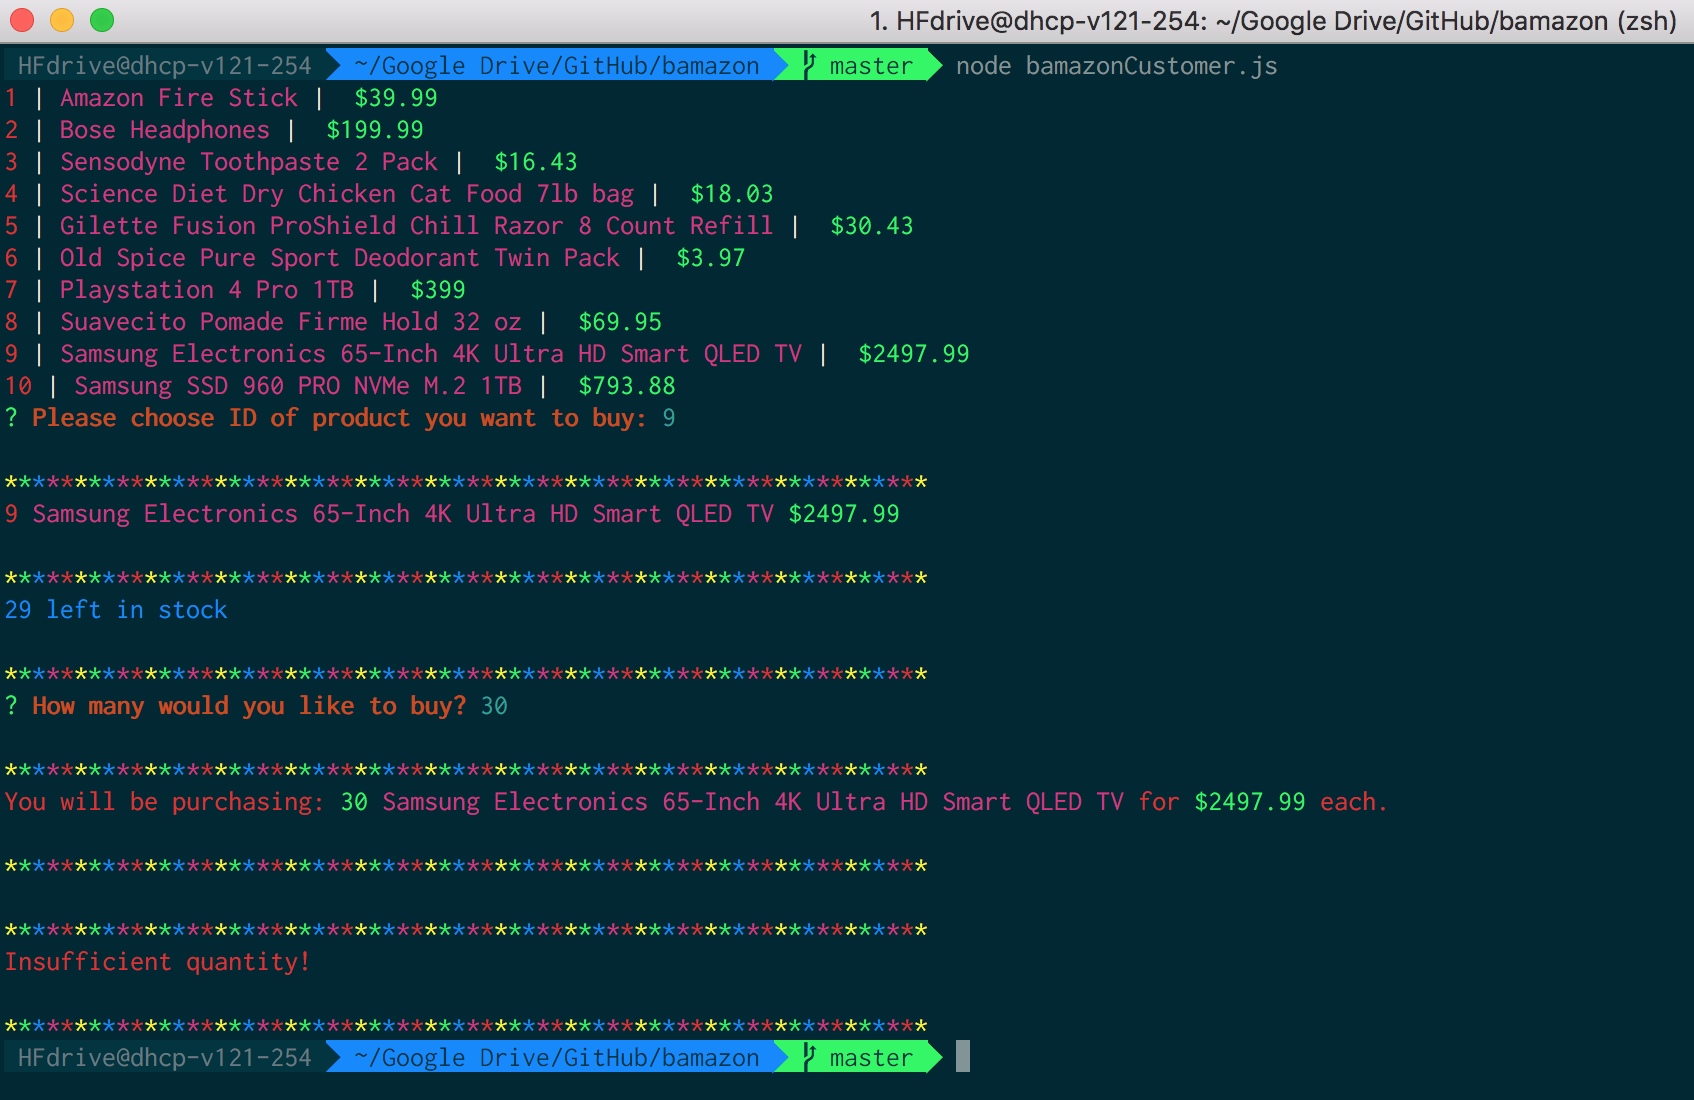 1. HFdrive@dhcp-v121-254: ~/Google Drive/GitHub/bamazon (zsh)
HFdrive@dhcp-v121-254 ~/Google Drive/GitHub/bamazon master node bamazonCustomer.js
1 | Amazon Fire Stick | $39.99
2 | Bose Headphones | $199.99
3 | Sensodyne Toothpaste 2 Pack | $16.43
4 | Science Diet Dry Chicken Cat Food 7lb bag | $18.03
5 | Gilette Fusion ProShield Chill Razor 8 Count Refill | $30.43
6 | Old Spice Pure Sport Deodorant Twin Pack | $3.97
7 | Playstation 4 Pro 1TB | $399
8 | Suavecito Pomade Firme Hold 32 oz | $69.95
9 | Samsung Electronics 65-Inch 4K Ultra HD Smart QLED TV | $2497.99
10 | Samsung SSD 960 PRO NVMe M.2 1TB | $793.88
? Please choose ID of product you want to buy: 9
******************************************************************
9 Samsung Electronics 65-Inch 4K Ultra HD Smart QLED TV $2497.99
******************************************************************
29 left in stock
******************************************************************
? How many would you like to buy? 30
******************************************************************
You will be purchasing: 30 Samsung Electronics 65-Inch 4K Ultra HD Smart QLED TV for $2497.99 each.
******************************************************************
******************************************************************
Insufficient quantity!
******************************************************************
HFdrive@dhcp-v121-254 ~/Google Drive/GitHub/bamazon master